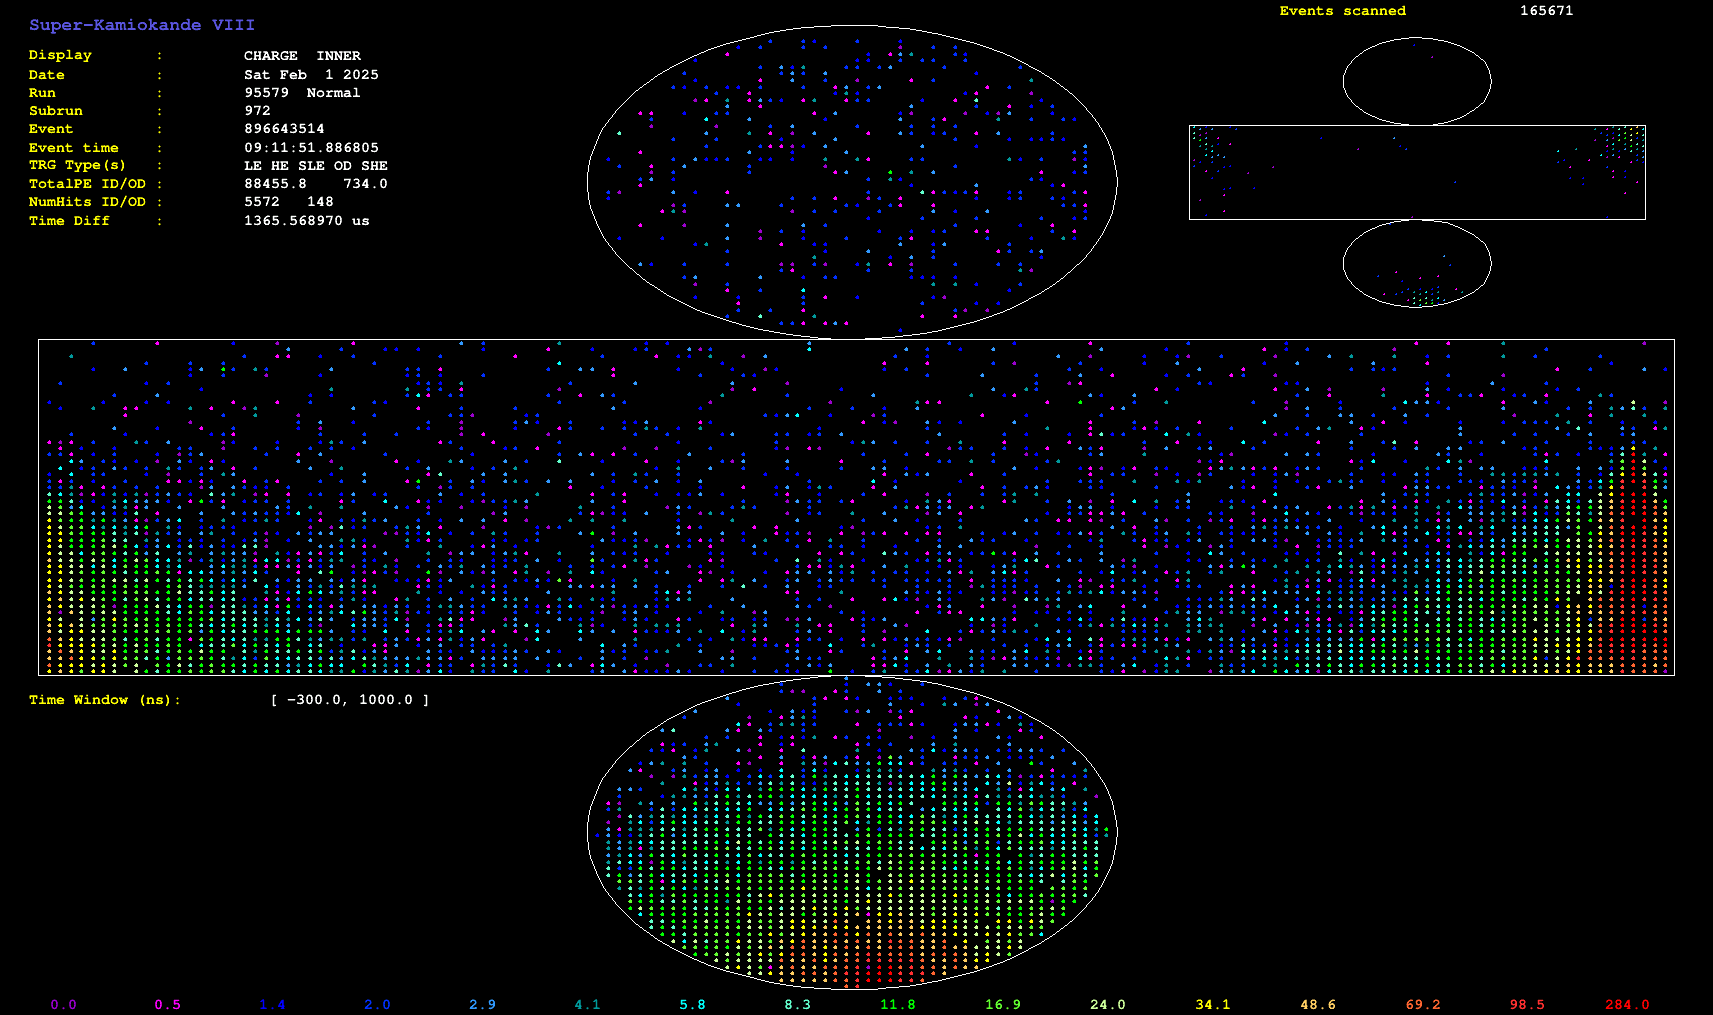 Super-Kamiokande VIII
Events scanned 165671
Display : CHARGE INNER
Date : Sat Feb 1 2025
Run : 95579 Normal
Subrun : 972
Event : 896643514
Event time : 09:11:51.886805
TRG Type(s) : LE HE SLE OD SHE
TotalPE ID/OD : 88455.8 734.0
NumHits ID/OD : 5572 148
Time Diff : 1365.568970 us
Time Window (ns): [ -300.0, 1000.0 ]
0.0 0.5 1.4 2.0 2.9 4.1 5.8 8.3 11.8 16.9 24.0 34.1 48.6 69.2 98.5 284.0